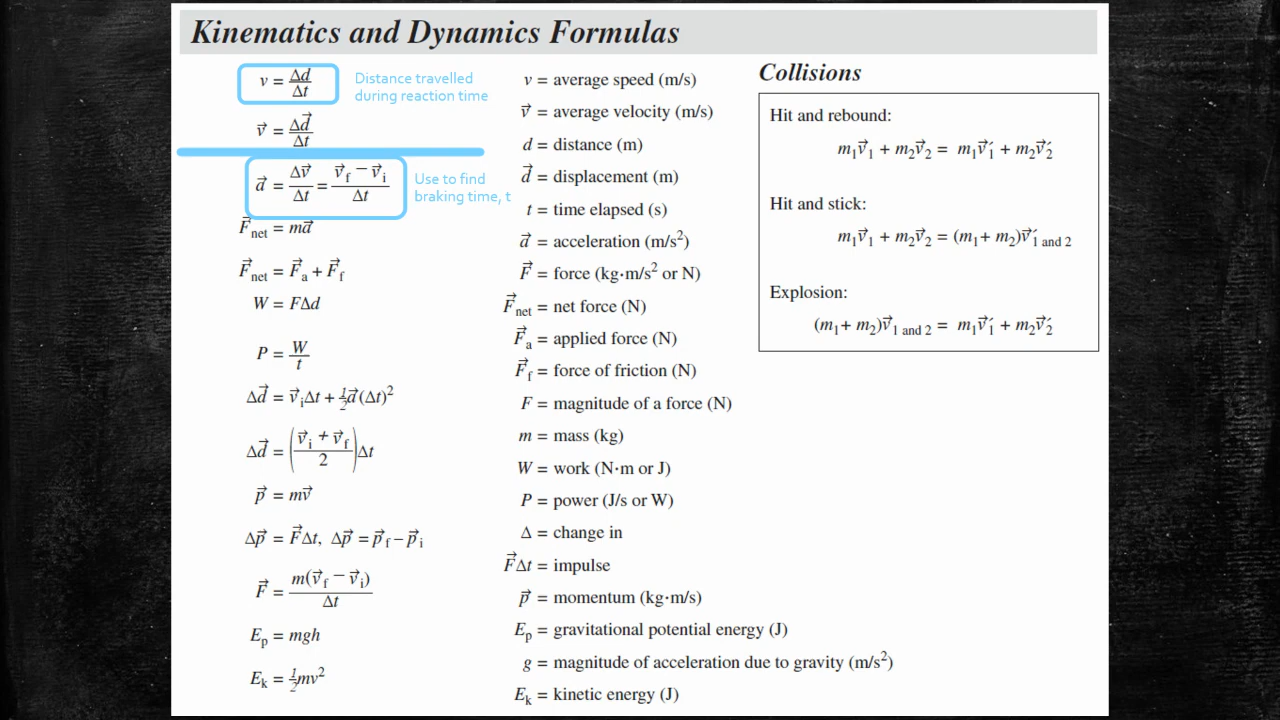 Kinematics and Dynamics Formulas
v = Δd/Δt
Distance travelled
during reaction time
v⃗ = Δd⃗/Δt
a⃗ = Δv⃗/Δt = (v⃗f − v⃗i)/Δt
Use to find
braking time, t
F⃗net = ma⃗
F⃗net = F⃗a + F⃗f
W = FΔd
P = W/t
Δd⃗ = v⃗iΔt + ½a⃗(Δt)²
Δd⃗ = ((v⃗i + v⃗f)/2)Δt
p⃗ = mv⃗
Δp⃗ = F⃗Δt, Δp⃗ = p⃗f − p⃗i
F⃗ = m(v⃗f − v⃗i)/Δt
Ep = mgh
Ek = ½mv²
v = average speed (m/s)
v⃗ = average velocity (m/s)
d = distance (m)
d⃗ = displacement (m)
t = time elapsed (s)
a⃗ = acceleration (m/s²)
F⃗ = force (kg·m/s² or N)
F⃗net = net force (N)
F⃗a = applied force (N)
F⃗f = force of friction (N)
F = magnitude of a force (N)
m = mass (kg)
W = work (N·m or J)
P = power (J/s or W)
Δ = change in
F⃗Δt = impulse
p⃗ = momentum (kg·m/s)
Ep = gravitational potential energy (J)
g = magnitude of acceleration due to gravity (m/s²)
Ek = kinetic energy (J)
Collisions
Hit and rebound:
m₁v⃗₁ + m₂v⃗₂ = m₁v⃗₁′ + m₂v⃗₂′
Hit and stick:
m₁v⃗₁ + m₂v⃗₂ = (m₁ + m₂)v⃗′1 and 2
Explosion:
(m₁ + m₂)v⃗1 and 2 = m₁v⃗₁′ + m₂v⃗₂′